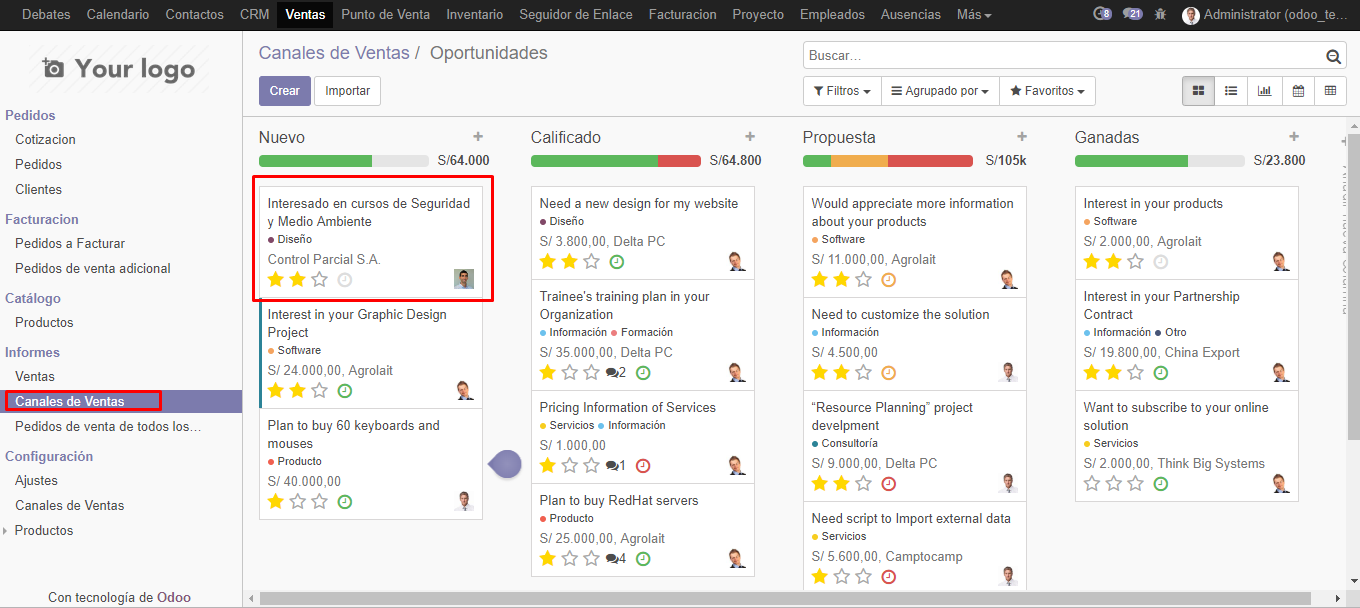 Debates Calendario Contactos CRM Ventas Punto de Venta Inventario Seguidor de Enlace Facturacion Proyecto Empleados Ausencias Más 8 21 Administrator (odoo_te...
Your logo
Pedidos
Cotizacion
Pedidos
Clientes
Facturacion
Pedidos a Facturar
Pedidos de venta adicional
Catálogo
Productos
Informes
Ventas
Canales de Ventas
Pedidos de venta de todos los...
Configuración
Ajustes
Canales de Ventas
Productos
Con tecnología de Odoo
Canales de Ventas / Oportunidades
Buscar...
Crear Importar
Filtros Agrupado por Favoritos
Nuevo +
S/64.000
Interesado en cursos de Seguridad
y Medio Ambiente
Diseño
Control Parcial S.A.
Interest in your Graphic Design
Project
Software
S/ 24.000,00, Agrolait
Plan to buy 60 keyboards and
mouses
Producto
S/ 40.000,00
Calificado +
S/64.800
Need a new design for my website
Diseño
S/ 3.800,00, Delta PC
Trainee's training plan in your
Organization
Información Formación
S/ 35.000,00, Delta PC
2
Pricing Information of Services
Servicios Información
S/ 1.000,00
1
Plan to buy RedHat servers
Producto
S/ 25.000,00, Agrolait
4
Propuesta +
S/105k
Would appreciate more information
about your products
Software
S/ 11.000,00, Agrolait
Need to customize the solution
Información
S/ 4.500,00
“Resource Planning” project
develpment
Consultoría
S/ 9.000,00, Delta PC
Need script to Import external data
Servicios
S/ 5.600,00, Camptocamp
Ganadas +
S/23.800
Interest in your products
Software
S/ 2.000,00, Agrolait
Interest in your Partnership
Contract
Información Otro
S/ 19.800,00, China Export
Want to subscribe to your online
solution
Servicios
S/ 2.000,00, Think Big Systems